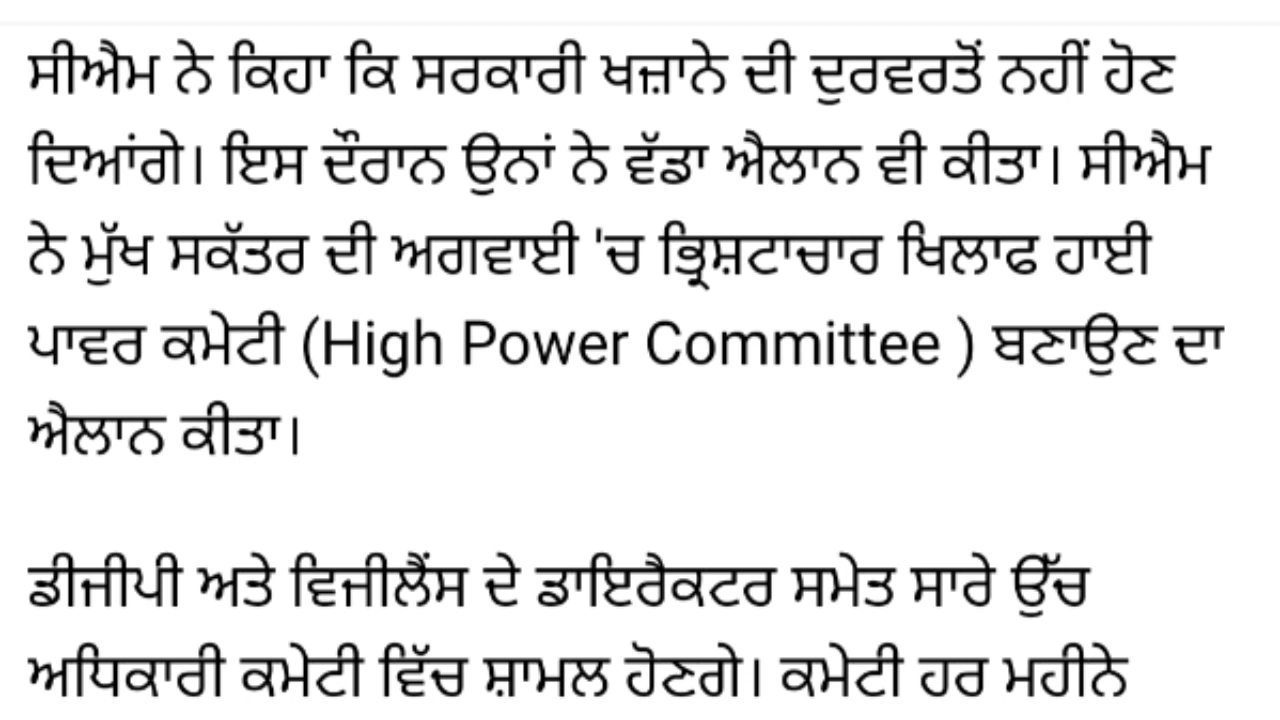 ਸੀਐਮ ਨੇ ਕਿਹਾ ਕਿ ਸਰਕਾਰੀ ਖਜ਼ਾਨੇ ਦੀ ਦੁਰਵਰਤੋਂ ਨਹੀਂ ਹੋਣ
ਦਿਆਂਗੇ। ਇਸ ਦੌਰਾਨ ਉਨਾਂ ਨੇ ਵੱਡਾ ਐਲਾਨ ਵੀ ਕੀਤਾ। ਸੀਐਮ
ਨੇ ਮੁੱਖ ਸਕੱਤਰ ਦੀ ਅਗਵਾਈ 'ਚ ਭ੍ਰਿਸ਼ਟਾਚਾਰ ਖਿਲਾਫ ਹਾਈ
ਪਾਵਰ ਕਮੇਟੀ (High Power Committee ) ਬਣਾਉਣ ਦਾ
ਐਲਾਨ ਕੀਤਾ।
ਡੀਜੀਪੀ ਅਤੇ ਵਿਜੀਲੈਂਸ ਦੇ ਡਾਇਰੈਕਟਰ ਸਮੇਤ ਸਾਰੇ ਉੱਚ
ਅਧਿਕਾਰੀ ਕਮੇਟੀ ਵਿੱਚ ਸ਼ਾਮਲ ਹੋਣਗੇ। ਕਮੇਟੀ ਹਰ ਮਹੀਨੇ